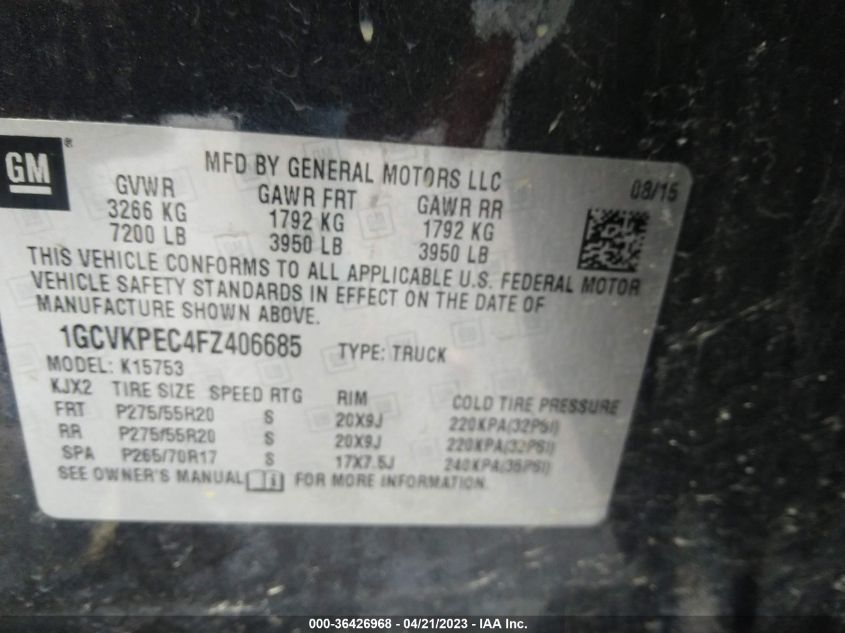 GM ®
MFD BY GENERAL MOTORS LLC 08/15
GVWR GAWR FRT GAWR RR
3266 KG 1792 KG 1792 KG
7200 LB 3950 LB 3950 LB
THIS VEHICLE CONFORMS TO ALL APPLICABLE U.S. FEDERAL MOTOR
VEHICLE SAFETY STANDARDS IN EFFECT ON THE DATE OF
MANUFACTURE SHOWN ABOVE.
1GCVKPEC4FZ406685 TYPE: TRUCK
MODEL: K15753
KJX2 TIRE SIZE SPEED RTG RIM COLD TIRE PRESSURE
FRT P275/55R20 S 20X9J 220KPA(32PSI)
RR P275/55R20 S 20X9J 220KPA(32PSI)
SPA P265/70R17 S 17X7.5J 240KPA(35PSI)
SEE OWNER'S MANUAL FOR MORE INFORMATION
000-36426968 - 04/21/2023 - IAA Inc.